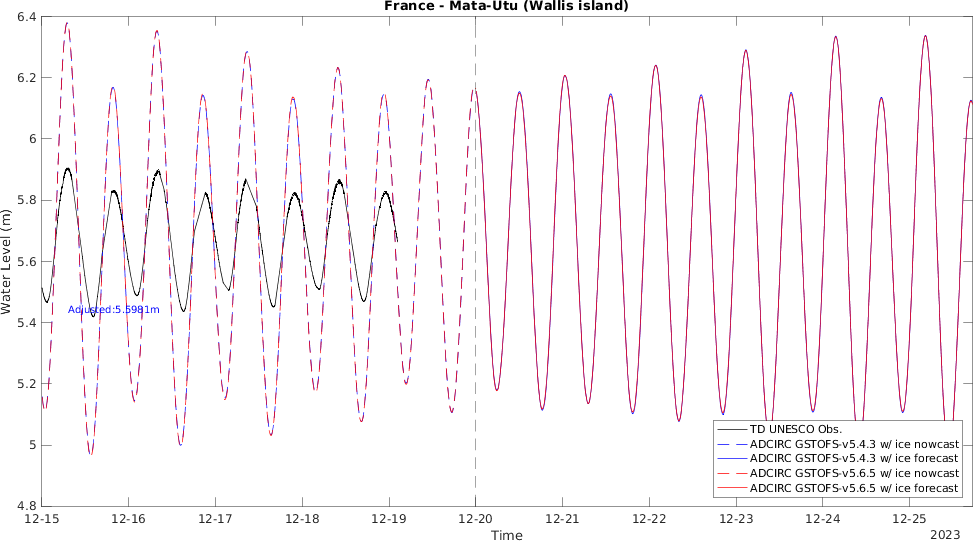 France - Mata-Utu (Wallis island)
6.4
6.2
6
5.8
5.6
5.4
5.2
5
4.8
Water Level (m)
Adjusted:5.5981m
TD UNESCO Obs.
ADCIRC GSTOFS-v5.4.3 w/ ice nowcast
ADCIRC GSTOFS-v5.4.3 w/ ice forecast
ADCIRC GSTOFS-v5.6.5 w/ ice nowcast
ADCIRC GSTOFS-v5.6.5 w/ ice forecast
12-15 12-16 12-17 12-18 12-19 12-20 12-21 12-22 12-23 12-24 12-25
Time
2023